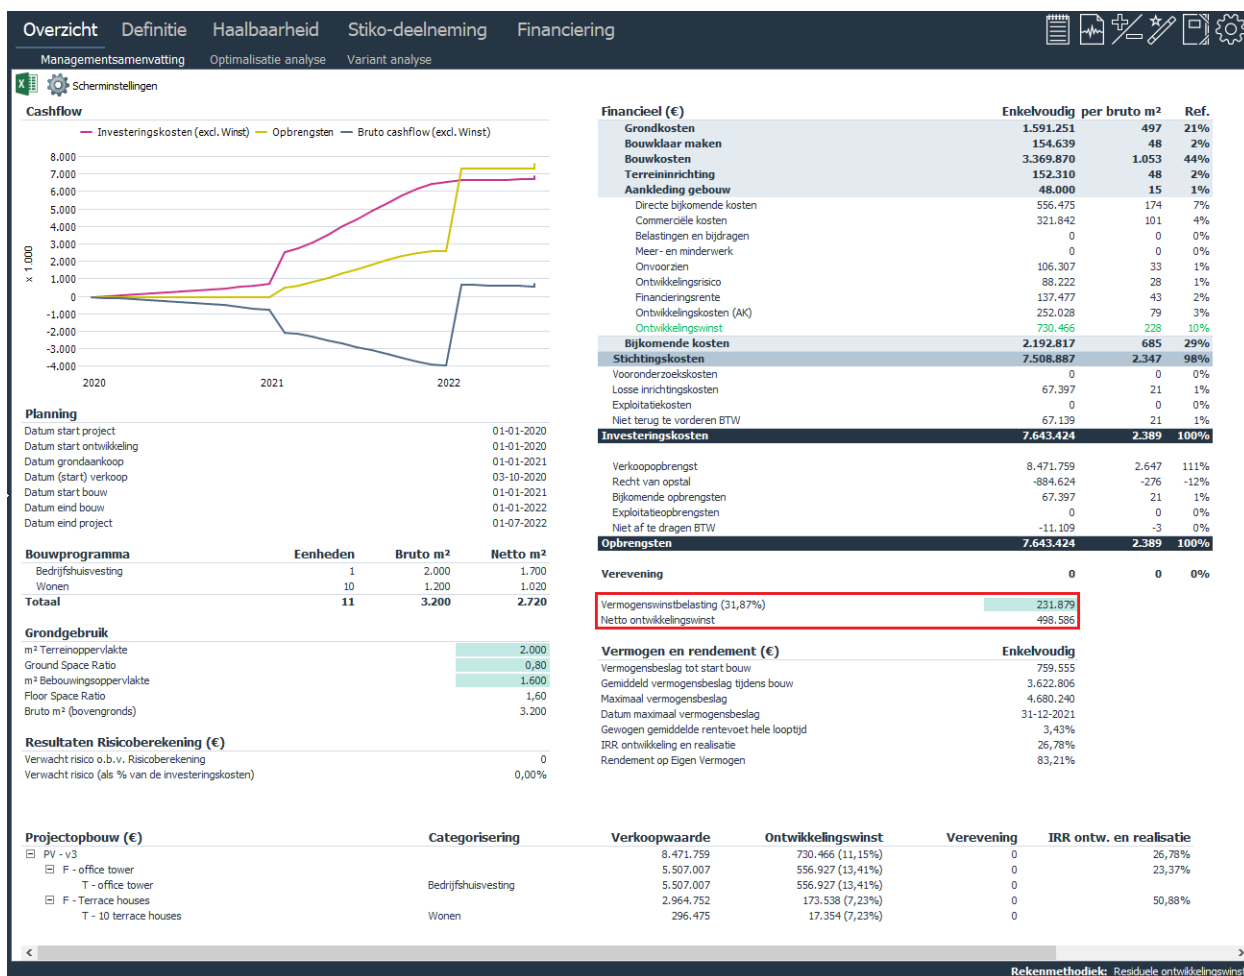 Overzicht Definitie Haalbaarheid Stiko-deelneming Financiering
Managementsamenvatting Optimalisatie analyse Variant analyse
Scherminstellingen
Cashflow
Investeringskosten (excl. Winst) Opbrengsten Bruto cashflow (excl. Winst)
x 1.000
8.000
7.000
6.000
5.000
4.000
3.000
2.000
1.000
0
-1.000
-2.000
-3.000
-4.000
2020 2021 2022
Planning
Datum start project 01-01-2020
Datum start ontwikkeling 01-01-2020
Datum grondaankoop 01-01-2021
Datum (start) verkoop 03-10-2020
Datum start bouw 01-01-2021
Datum eind bouw 01-01-2022
Datum eind project 01-07-2022
Bouwprogramma Eenheden Bruto m² Netto m²
Bedrijfshuisvesting 1 2.000 1.700
Wonen 10 1.200 1.020
Totaal 11 3.200 2.720
Grondgebruik
m² Terreinoppervlakte 2.000
Ground Space Ratio 0,80
m² Bebouwingsoppervlakte 1.600
Floor Space Ratio 1,60
Bruto m² (bovengronds) 3.200
Resultaten Risicoberekening (€)
Verwacht risico o.b.v. Risicoberekening 0
Verwacht risico (als % van de investeringskosten) 0,00%
Financieel (€) Enkelvoudig per bruto m² Ref.
Grondkosten 1.591.251 497 21%
Bouwklaar maken 154.639 48 2%
Bouwkosten 3.369.870 1.053 44%
Terreininrichting 152.310 48 2%
Aankleding gebouw 48.000 15 1%
Directe bijkomende kosten 556.475 174 7%
Commerciële kosten 321.842 101 4%
Belastingen en bijdragen 0 0 0%
Meer- en minderwerk 0 0 0%
Onvoorzien 106.307 33 1%
Ontwikkelingsrisico 88.222 28 1%
Financieringsrente 137.477 43 2%
Ontwikkelingskosten (AK) 252.028 79 3%
Ontwikkelingswinst 730.466 228 10%
Bijkomende kosten 2.192.817 685 29%
Stichtingskosten 7.508.887 2.347 98%
Vooronderzoekskosten 0 0 0%
Losse inrichtingskosten 67.397 21 1%
Exploitatiekosten 0 0 0%
Niet terug te vorderen BTW 67.139 21 1%
Investeringskosten 7.643.424 2.389 100%
Verkoopopbrengst 8.471.759 2.647 111%
Recht van opstal -884.624 -276 -12%
Bijkomende opbrengsten 67.397 21 1%
Exploitatieopbrengsten 0 0 0%
Niet af te dragen BTW -11.109 -3 0%
Opbrengsten 7.643.424 2.389 100%
Verevening 0 0 0%
Vermogenswinstbelasting (31,87%) 231.879
Netto ontwikkelingswinst 498.586
Vermogen en rendement (€) Enkelvoudig
Vermogensbeslag tot start bouw 759.555
Gemiddeld vermogensbeslag tijdens bouw 3.622.806
Maximaal vermogensbeslag 4.680.240
Datum maximaal vermogensbeslag 31-12-2021
Gewogen gemiddelde rentevoet hele looptijd 3,43%
IRR ontwikkeling en realisatie 26,78%
Rendement op Eigen Vermogen 83,21%
Projectopbouw (€) Categorisering Verkoopwaarde Ontwikkelingswinst Verevening IRR ontw. en realisatie
PV - v3 8.471.759 730.466 (11,15%) 0 26,78%
F - office tower 5.507.007 556.927 (13,41%) 0 23,37%
T - office tower Bedrijfshuisvesting 5.507.007 556.927 (13,41%) 0
F - Terrace houses 2.964.752 173.538 (7,23%) 0 50,88%
T - 10 terrace houses Wonen 296.475 17.354 (7,23%) 0
Rekenmethodiek: Residuele ontwikkelingswinst